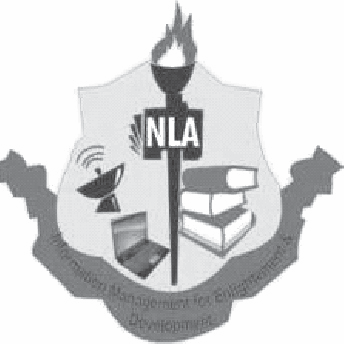 NLA
Information Management for Enlightenment &
Development